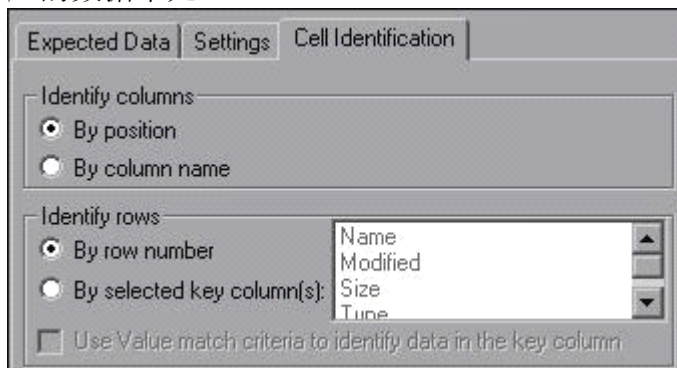 Expected Data Settings Cell Identification
Identify columns
By position
By column name
Identify rows
By row number
By selected key column(s):
Name
Modified
Size
Type
Use Value match criteria to identify data in the key column